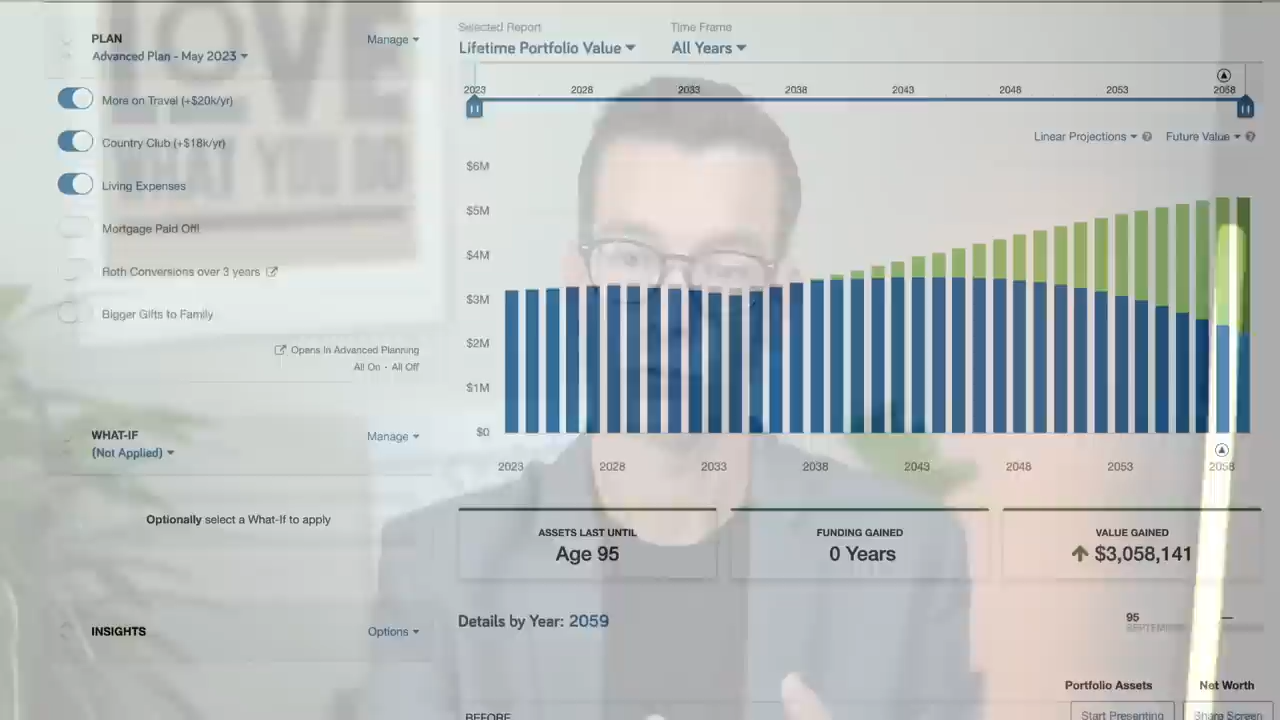 PLAN
Manage
Advanced Plan - May 2023
More on Travel (+$20k/yr)
Country Club (+$18k/yr)
Living Expenses
Mortgage Paid Off!
Roth Conversions over 3 years
Bigger Gifts to Family
Opens In Advanced Planning
All On · All Off
WHAT-IF
Manage
(Not Applied)
Optionally select a What-If to apply
INSIGHTS
Options
LOVE
WHAT YOU DO
Selected Report
Time Frame
Lifetime Portfolio Value
All Years
2023 2028 2033 2038 2043 2048 2053 2058
Linear Projections
Future Value
$6M
$5M
$4M
$3M
$2M
$1M
$0
2023 2028 2033 2038 2043 2048 2053 2058
ASSETS LAST UNTIL
Age 95
FUNDING GAINED
0 Years
VALUE GAINED
$3,058,141
Details by Year: 2059
95
—
Portfolio Assets
Net Worth
BEFORE
Start Presenting
Share Screen